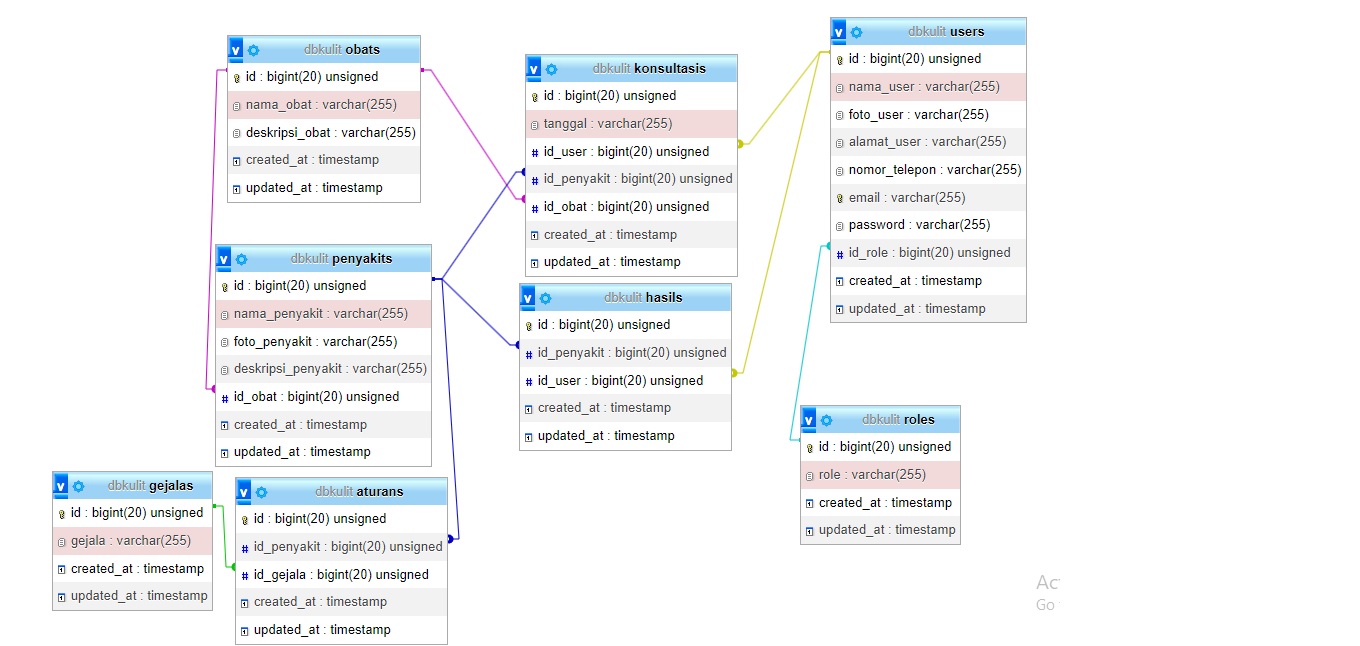 dbkulit obats
id : bigint(20) unsigned
nama_obat : varchar(255)
deskripsi_obat : varchar(255)
created_at : timestamp
updated_at : timestamp
dbkulit konsultasis
id : bigint(20) unsigned
tanggal : varchar(255)
id_user : bigint(20) unsigned
id_penyakit : bigint(20) unsigned
id_obat : bigint(20) unsigned
created_at : timestamp
updated_at : timestamp
dbkulit users
id : bigint(20) unsigned
nama_user : varchar(255)
foto_user : varchar(255)
alamat_user : varchar(255)
nomor_telepon : varchar(255)
email : varchar(255)
password : varchar(255)
id_role : bigint(20) unsigned
created_at : timestamp
updated_at : timestamp
dbkulit penyakits
id : bigint(20) unsigned
nama_penyakit : varchar(255)
foto_penyakit : varchar(255)
deskripsi_penyakit : varchar(255)
id_obat : bigint(20) unsigned
created_at : timestamp
updated_at : timestamp
dbkulit hasils
id : bigint(20) unsigned
id_penyakit : bigint(20) unsigned
id_user : bigint(20) unsigned
created_at : timestamp
updated_at : timestamp
dbkulit roles
id : bigint(20) unsigned
role : varchar(255)
created_at : timestamp
updated_at : timestamp
dbkulit gejalas
id : bigint(20) unsigned
gejala : varchar(255)
created_at : timestamp
updated_at : timestamp
dbkulit aturans
id : bigint(20) unsigned
id_penyakit : bigint(20) unsigned
id_gejala : bigint(20) unsigned
created_at : timestamp
updated_at : timestamp
Ac
Go